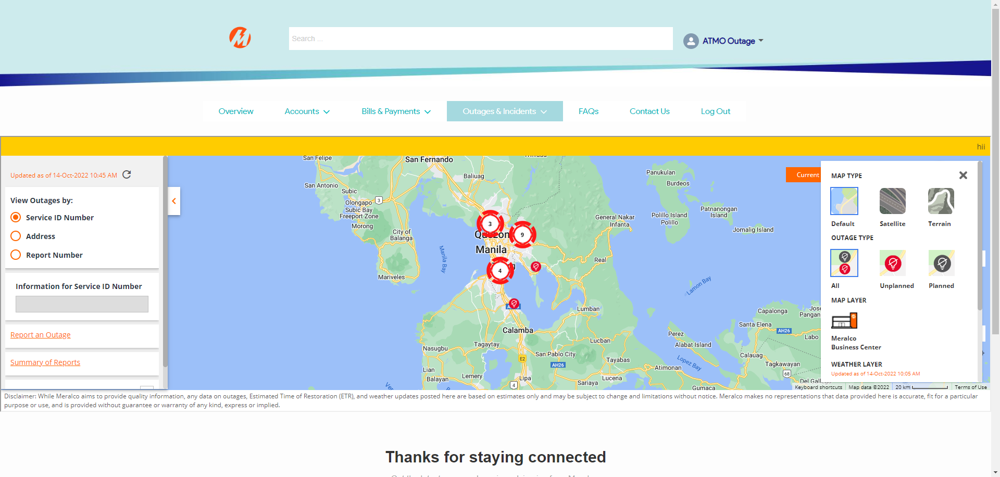 Search ...
ATMO Outage
Overview
Accounts
Bills & Payments
Outages & Incidents
FAQs
Contact Us
Log Out
hii
Updated as of 14-Oct-2022 10:45 AM
View Outages by:
Service ID Number
Address
Report Number
Information for Service ID Number
Report an Outage
Summary of Reports
San Felipe
San Fernando
Baliuag
San Antonio
Subic
Olongapo
3
Subic Bay
Freeport Zone
Morong
City of
Balanga
Mariveles
Manila Bay
3
9
Manila
4
Panukulan
Burdeos
General Nakar
Infanta
Polillo Island
Polillo
Patnanongan
Island
Jomalig Island
Real
Lamon Bay
Lumban
Calamba
Tagaytay
Nasugbu
San Pablo City
Lucban
E2
AH26
Tayabas
Lian
Balayan
Lemery
Lipa
4
Sariaya
Lucena
Perez
Alabat Island
Lopez Bay
Atimonan
Gumaca
Calauag
Tagkawayan
68
Capalonga
Santa Elena
AH26
Labo
Current
MAP TYPE
Default
Satellite
Terrain
OUTAGE TYPE
All
Unplanned
Planned
MAP LAYER
Meralco
Business Center
WEATHER LAYER
Updated as of 14-Oct-2022 10:05 AM
Keyboard shortcuts
Map data ©2022
20 km
Terms of Use
Disclaimer: While Meralco aims to provide quality information, any data on outages, Estimated Time of Restoration (ETR), and weather updates posted here are based on estimates only and may be subject to change and limitations without notice. Meralco makes no representations that data provided here is accurate, fit for a particular
purpose or use, and is provided without guarantee or warranty of any kind, express or implied.
Thanks for staying connected